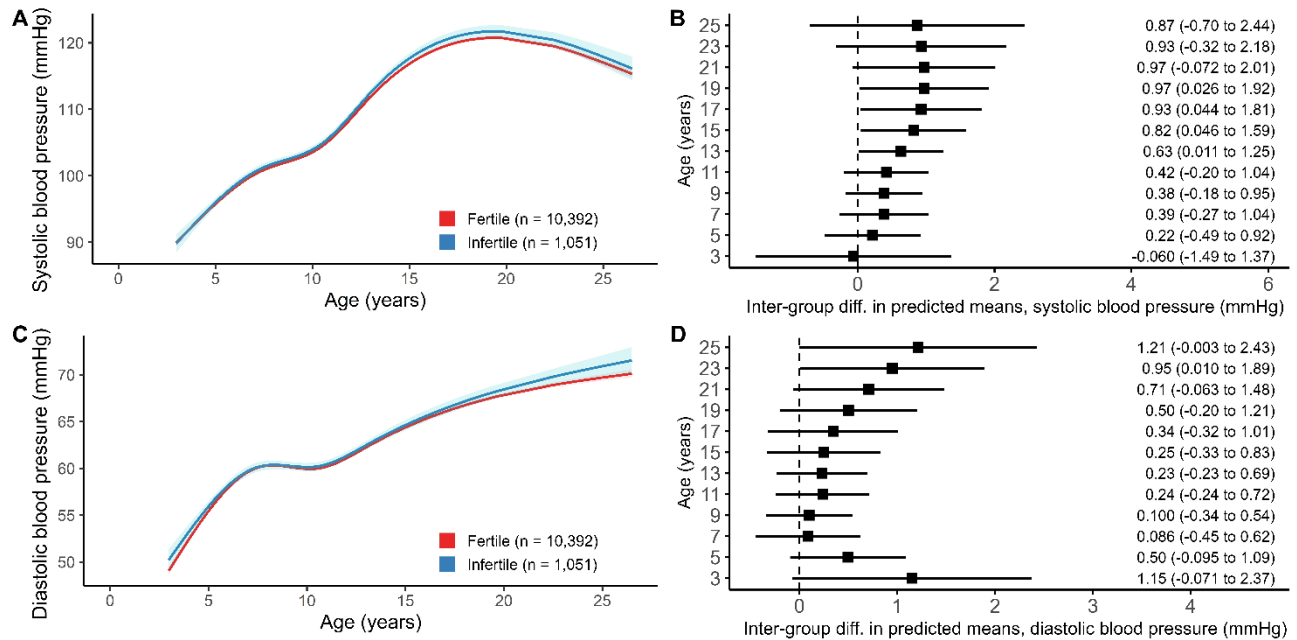 A
Systolic blood pressure (mmHg)
120
110
100
90
Fertile (n = 10,392)
Infertile (n = 1,051)
0 5 10 15 20 25
Age (years)
B
Age (years)
25 0.87 (-0.70 to 2.44)
23 0.93 (-0.32 to 2.18)
21 0.97 (-0.072 to 2.01)
19 0.97 (0.026 to 1.92)
17 0.93 (0.044 to 1.81)
15 0.82 (0.046 to 1.59)
13 0.63 (0.011 to 1.25)
11 0.42 (-0.20 to 1.04)
9 0.38 (-0.18 to 0.95)
7 0.39 (-0.27 to 1.04)
5 0.22 (-0.49 to 0.92)
3 -0.060 (-1.49 to 1.37)
0 2 4 6
Inter-group diff. in predicted means, systolic blood pressure (mmHg)
C
Diastolic blood pressure (mmHg)
70
65
60
55
50
Fertile (n = 10,392)
Infertile (n = 1,051)
0 5 10 15 20 25
Age (years)
D
Age (years)
25 1.21 (-0.003 to 2.43)
23 0.95 (0.010 to 1.89)
21 0.71 (-0.063 to 1.48)
19 0.50 (-0.20 to 1.21)
17 0.34 (-0.32 to 1.01)
15 0.25 (-0.33 to 0.83)
13 0.23 (-0.23 to 0.69)
11 0.24 (-0.24 to 0.72)
9 0.100 (-0.34 to 0.54)
7 0.086 (-0.45 to 0.62)
5 0.50 (-0.095 to 1.09)
3 1.15 (-0.071 to 2.37)
0 1 2 3 4
Inter-group diff. in predicted means, diastolic blood pressure (mmHg)